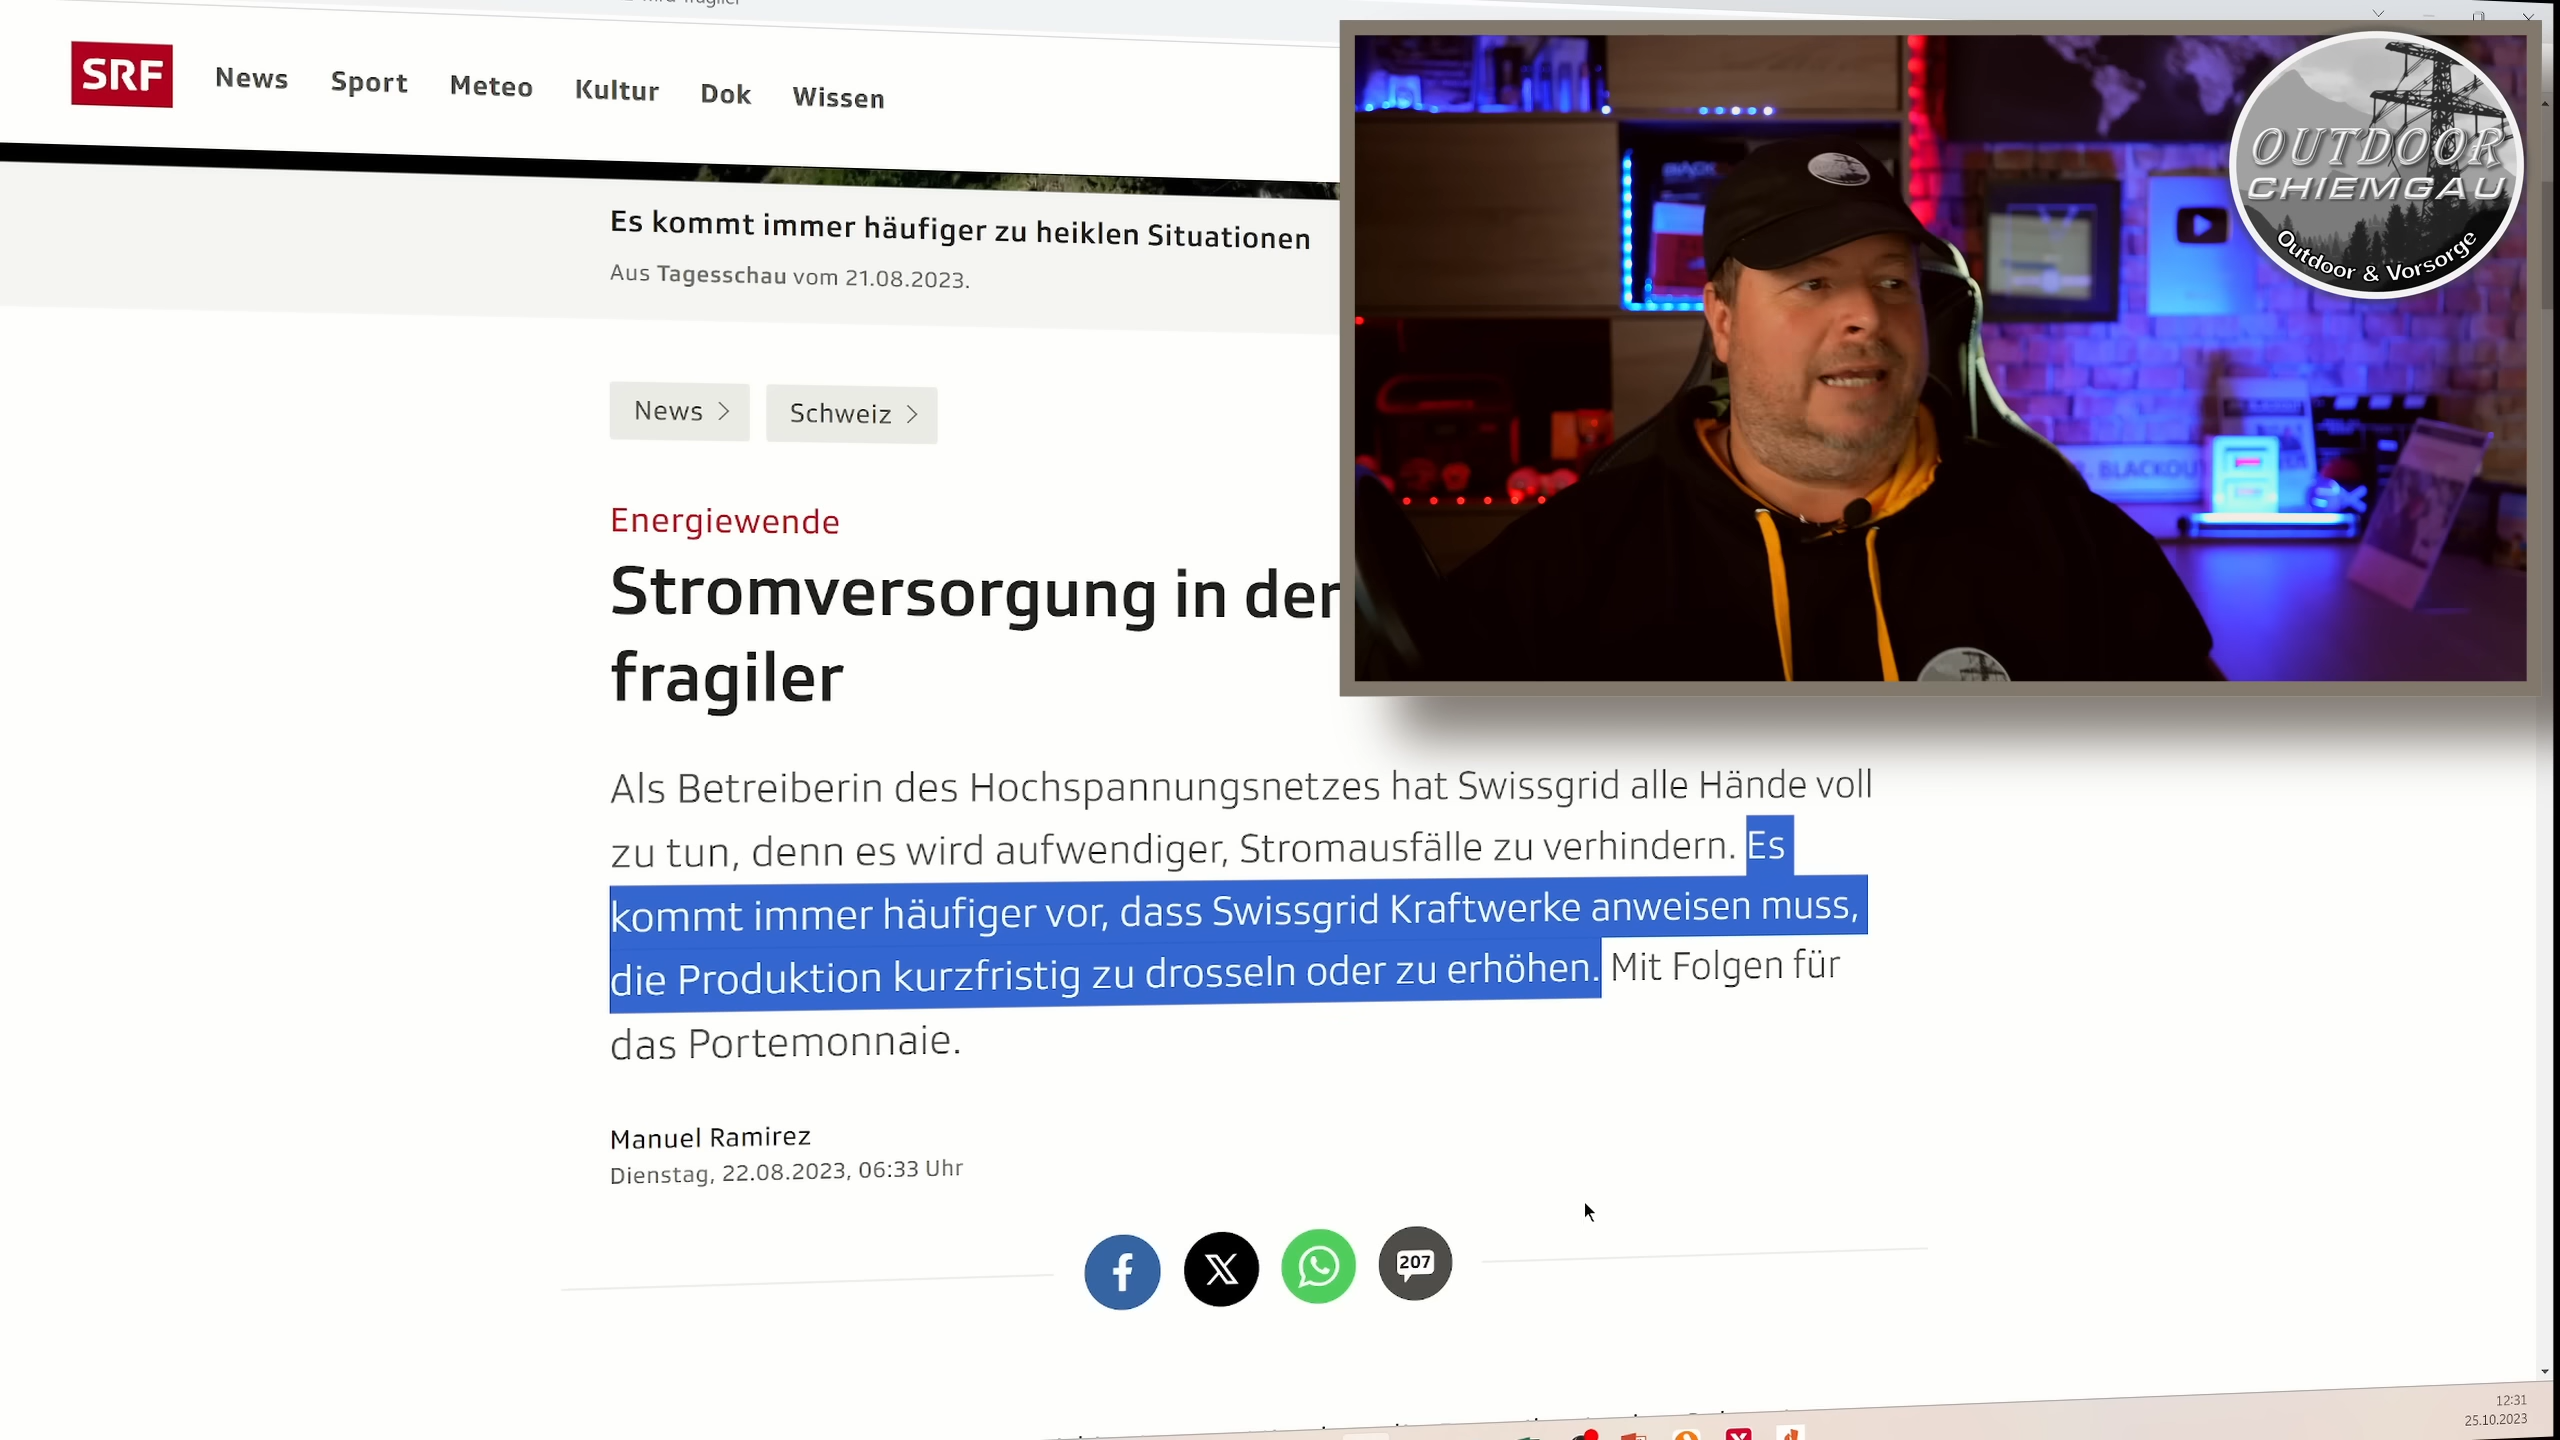 SRF
News
Sport
Meteo
Kultur
Dok
Wissen
Es kommt immer häufiger zu heiklen Situationen
Aus Tagesschau vom 21.08.2023.
News
Schweiz
Energiewende
Stromversorgung in der
fragiler
Als Betreiberin des Hochspannungsnetzes hat Swissgrid alle Hände voll
zu tun, denn es wird aufwendiger, Stromausfälle zu verhindern. Es
kommt immer häufiger vor, dass Swissgrid Kraftwerke anweisen muss,
die Produktion kurzfristig zu drosseln oder zu erhöhen. Mit Folgen für
das Portemonnaie.
Manuel Ramirez
Dienstag, 22.08.2023, 06:33 Uhr
207
OUTDOOR
CHIEMGAU
Outdoor & Vorsorge
BLACKOUT
12:31
25.10.2023